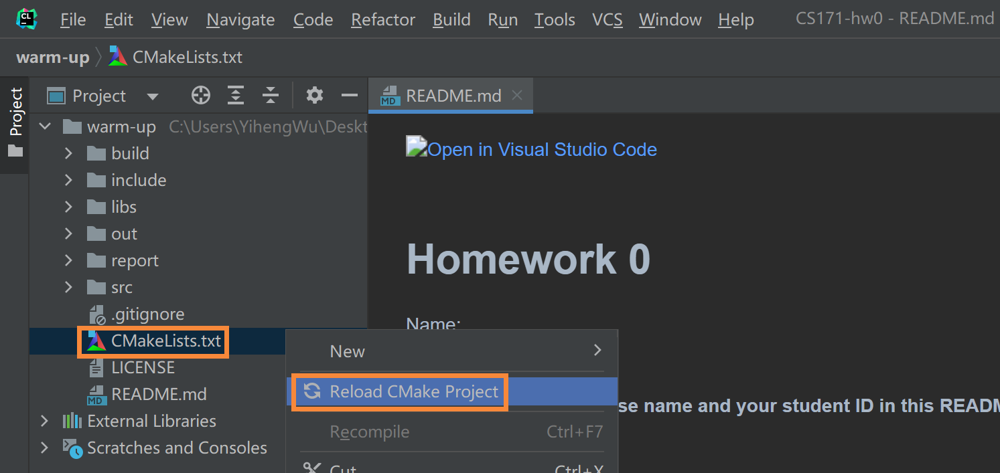 CL
File Edit View Navigate Code Refactor Build Run Tools VCS Window Help CS171-hw0 - README.md
warm-up CMakeLists.txt
Project
Project
README.md
warm-up C:\Users\YihengWu\Deskt
build
include
libs
out
report
src
.gitignore
CMakeLists.txt
LICENSE
MD README.md
External Libraries
Scratches and Consoles
MD
Open in Visual Studio Code
Homework 0
Name:
New
Reload CMake Project
Recompile Ctrl+F7
Cut Ctrl+X
se name and your student ID in this READM